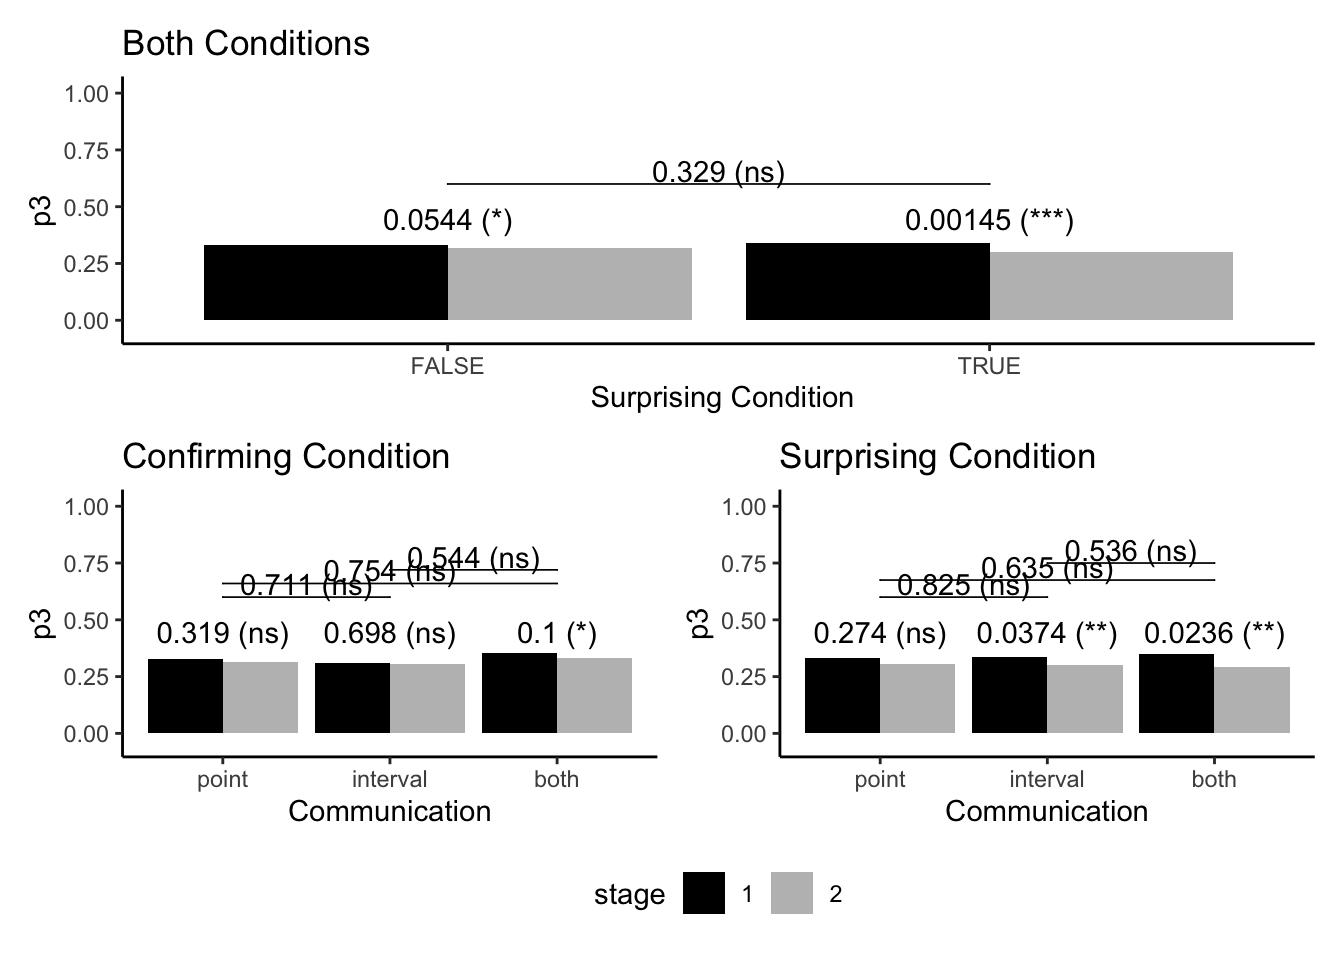 Both Conditions
1.00
0.75
0.50
0.25
0.00
p3
0.329 (ns)
0.0544 (*)
0.00145 (***)
FALSE
TRUE
Surprising Condition
Confirming Condition
1.00
0.75
0.50
0.25
0.00
p3
0.544 (ns)
0.754 (ns)
0.711 (ns)
0.319 (ns)
0.698 (ns)
0.1 (*)
point
interval
both
Communication
Surprising Condition
1.00
0.75
0.50
0.25
0.00
p3
0.536 (ns)
0.635 (ns)
0.825 (ns)
0.274 (ns)
0.0374 (**)
0.0236 (**)
point
interval
both
Communication
stage
1
2